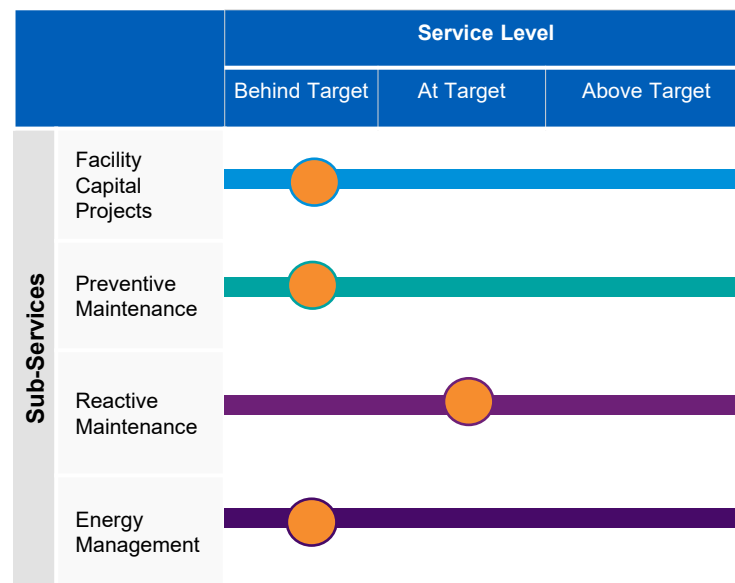 Service Level
Behind Target
At Target
Above Target
Sub-Services
Facility
Capital
Projects
Preventive
Maintenance
Reactive
Maintenance
Energy
Management